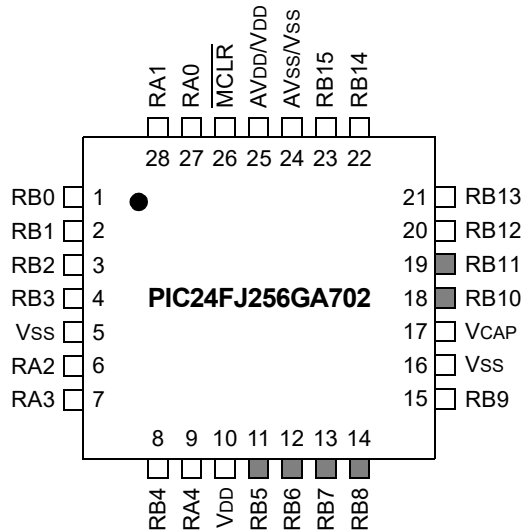 RA1 RA0 MCLR AVDD/VDD AVSS/VSS RB15 RB14
28 27 26 25 24 23 22
RB0 1 21 RB13
RB1 2 20 RB12
RB2 3 19 RB11
RB3 4 PIC24FJ256GA702 18 RB10
VSS 5 17 VCAP
RA2 6 16 VSS
RA3 7 15 RB9
8 9 10 11 12 13 14
RB4 RA4 VDD RB5 RB6 RB7 RB8